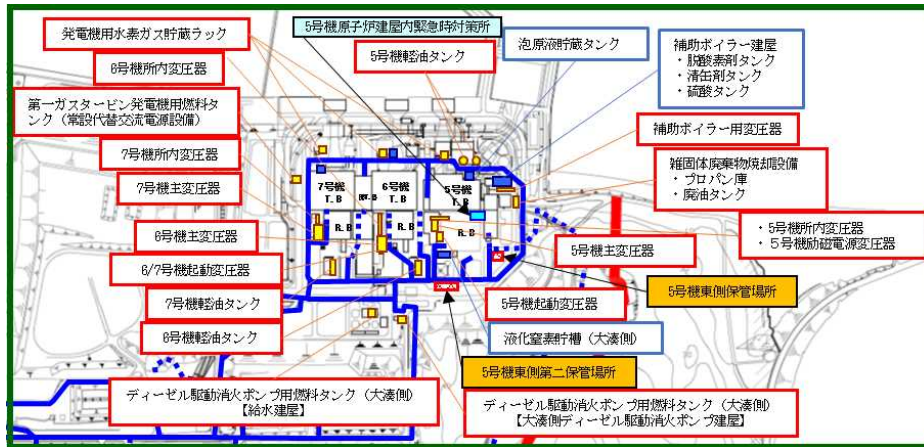 発電機用水素ガス貯蔵ラック
5号機原子炉建屋内緊急時対策所
泡原液貯蔵タンク
補助ボイラー建屋
・脱酸素剤タンク
・清缶剤タンク
・硫酸タンク
5号機軽油タンク
6号機所内変圧器
第一ガスタービン発電機用燃料タ
ンク（常設代替交流電源設備）
補助ボイラー用変圧器
7号機所内変圧器
雑固体廃棄物焼却設備
・プロパン庫
・廃油タンク
7号機主変圧器
7号機
T.B
6号機
T.B
5号機
T.B
R.B
R.B
R.B
・5号機所内変圧器
・5号機励磁電源変圧器
6号機主変圧器
5号機主変圧器
6/7号機起動変圧器
5号機東側保管場所
7号機軽油タンク
5号機起動変圧器
6号機軽油タンク
液化窒素貯槽（大湊側）
5号機東側第二保管場所
ディーゼル駆動消火ポンプ用燃料タンク（大湊側）
【給水建屋】
ディーゼル駆動消火ポンプ用燃料タンク（大湊側）
【大湊側ディーゼル駆動消火ポンプ建屋】